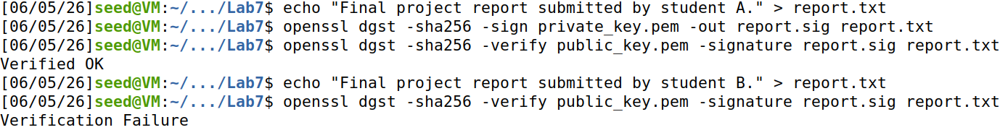 [06/05/26]seed@VM:~/.../Lab7$ echo "Final project report submitted by student A." > report.txt
[06/05/26]seed@VM:~/.../Lab7$ openssl dgst -sha256 -sign private_key.pem -out report.sig report.txt
[06/05/26]seed@VM:~/.../Lab7$ openssl dgst -sha256 -verify public_key.pem -signature report.sig report.txt
Verified OK
[06/05/26]seed@VM:~/.../Lab7$ echo "Final project report submitted by student B." > report.txt
[06/05/26]seed@VM:~/.../Lab7$ openssl dgst -sha256 -verify public_key.pem -signature report.sig report.txt
Verification Failure